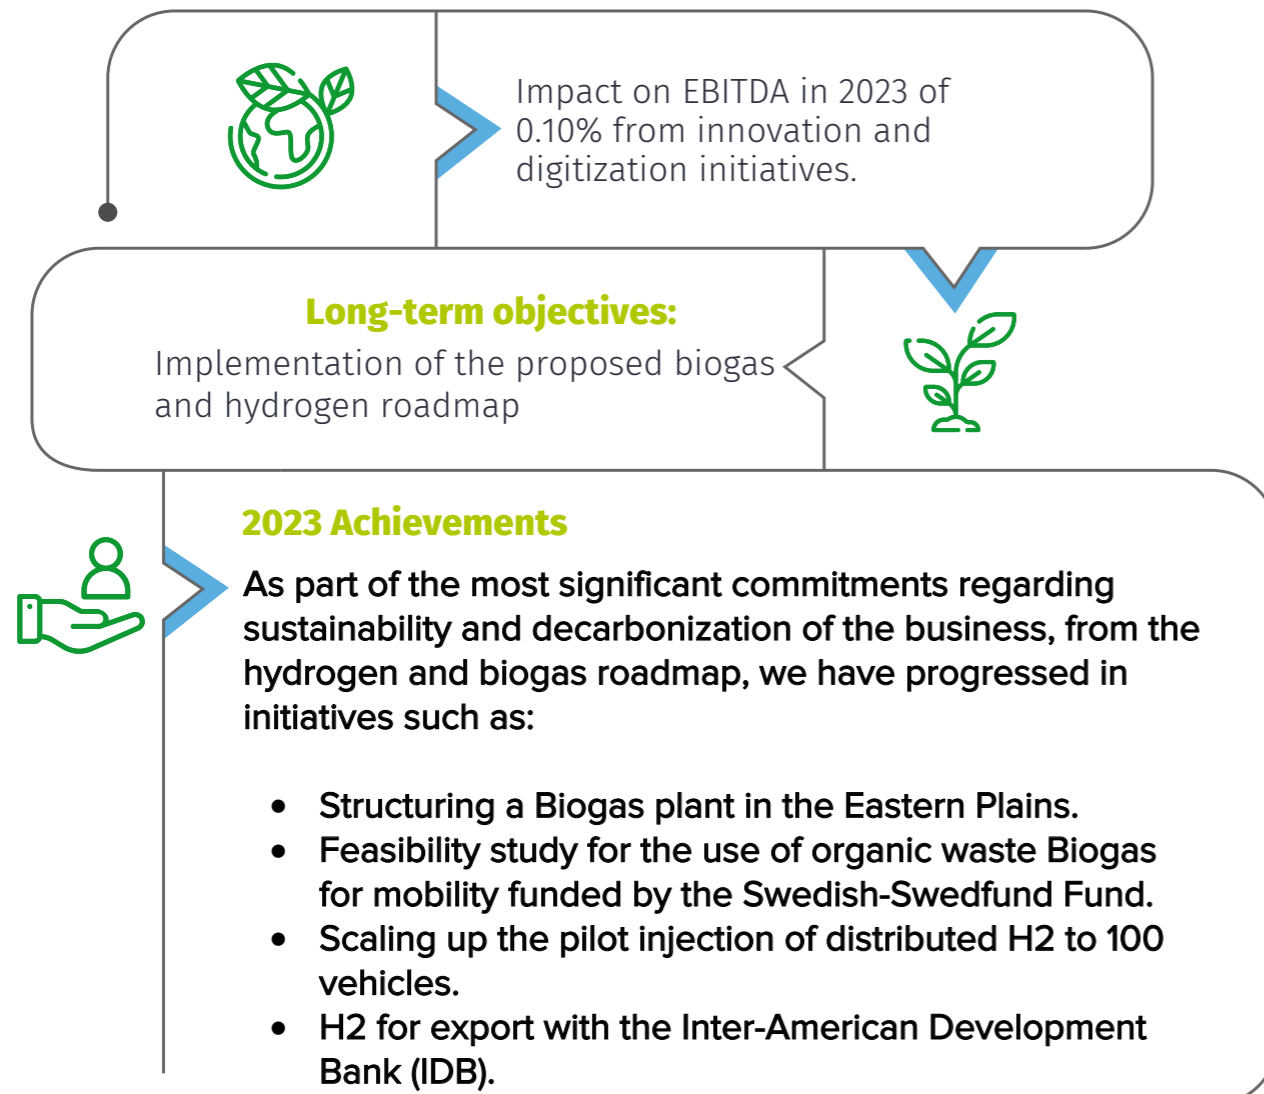 Impact on EBITDA in 2023 of
0.10% from innovation and
digitization initiatives.
Long-term objectives:
Implementation of the proposed biogas
and hydrogen roadmap
2023 Achievements
As part of the most significant commitments regarding
sustainability and decarbonization of the business, from the
hydrogen and biogas roadmap, we have progressed in
initiatives such as:
• Structuring a Biogas plant in the Eastern Plains.
• Feasibility study for the use of organic waste Biogas
for mobility funded by the Swedish-Swedfund Fund.
• Scaling up the pilot injection of distributed H2 to 100
vehicles.
• H2 for export with the Inter-American Development
Bank (IDB).